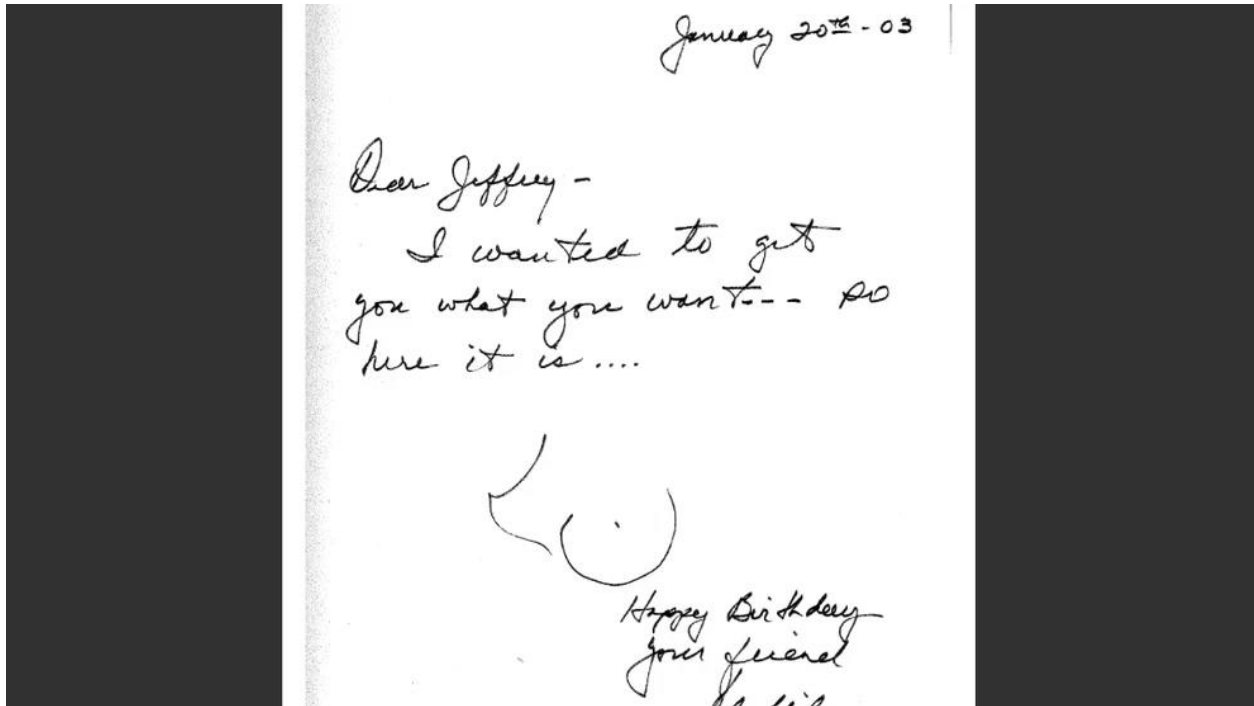 January 20th - 03
Dear Jeffrey -
I wanted to get
you what you want--- so
here it is....
Happy Birthday
your friend